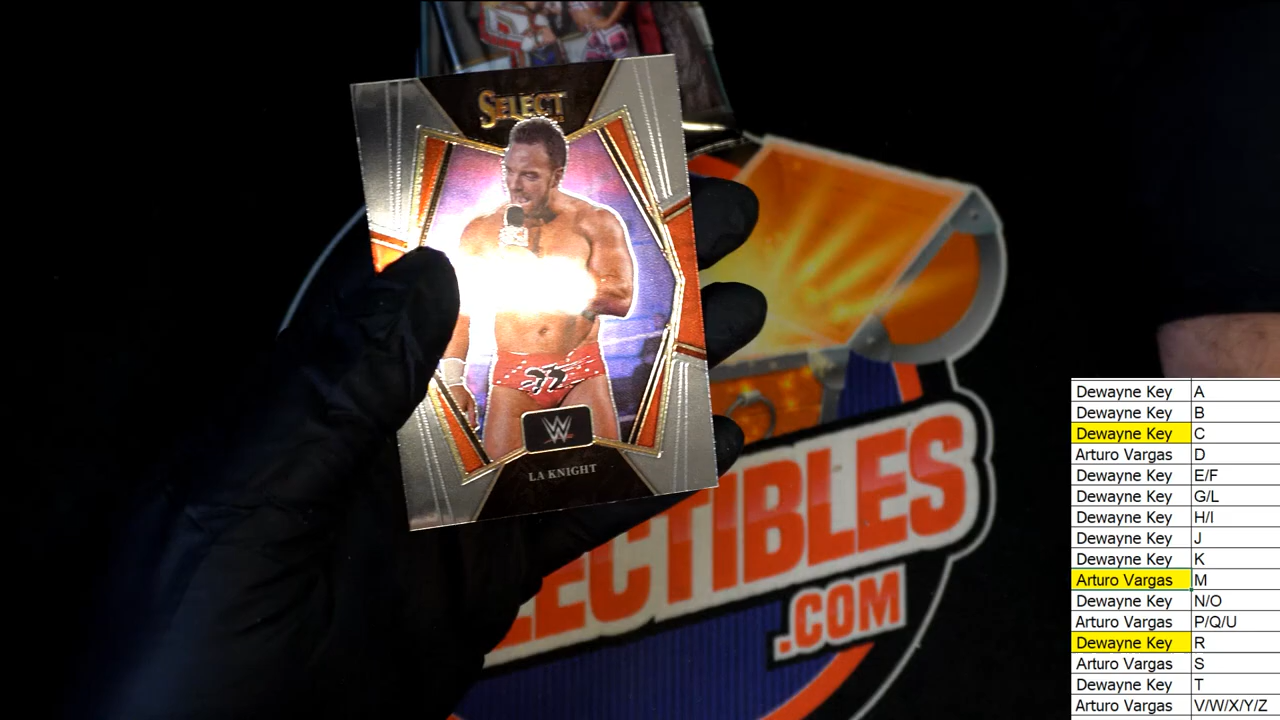 SELECT
W
LA KNIGHT
LECTIBLES
.COM
Dewayne Key A
Dewayne Key B
Dewayne Key C
Arturo Vargas D
Dewayne Key E/F
Dewayne Key G/L
Dewayne Key H/I
Dewayne Key J
Dewayne Key K
Arturo Vargas M
Dewayne Key N/O
Arturo Vargas P/Q/U
Dewayne Key R
Arturo Vargas S
Dewayne Key T
Arturo Vargas V/W/X/Y/Z